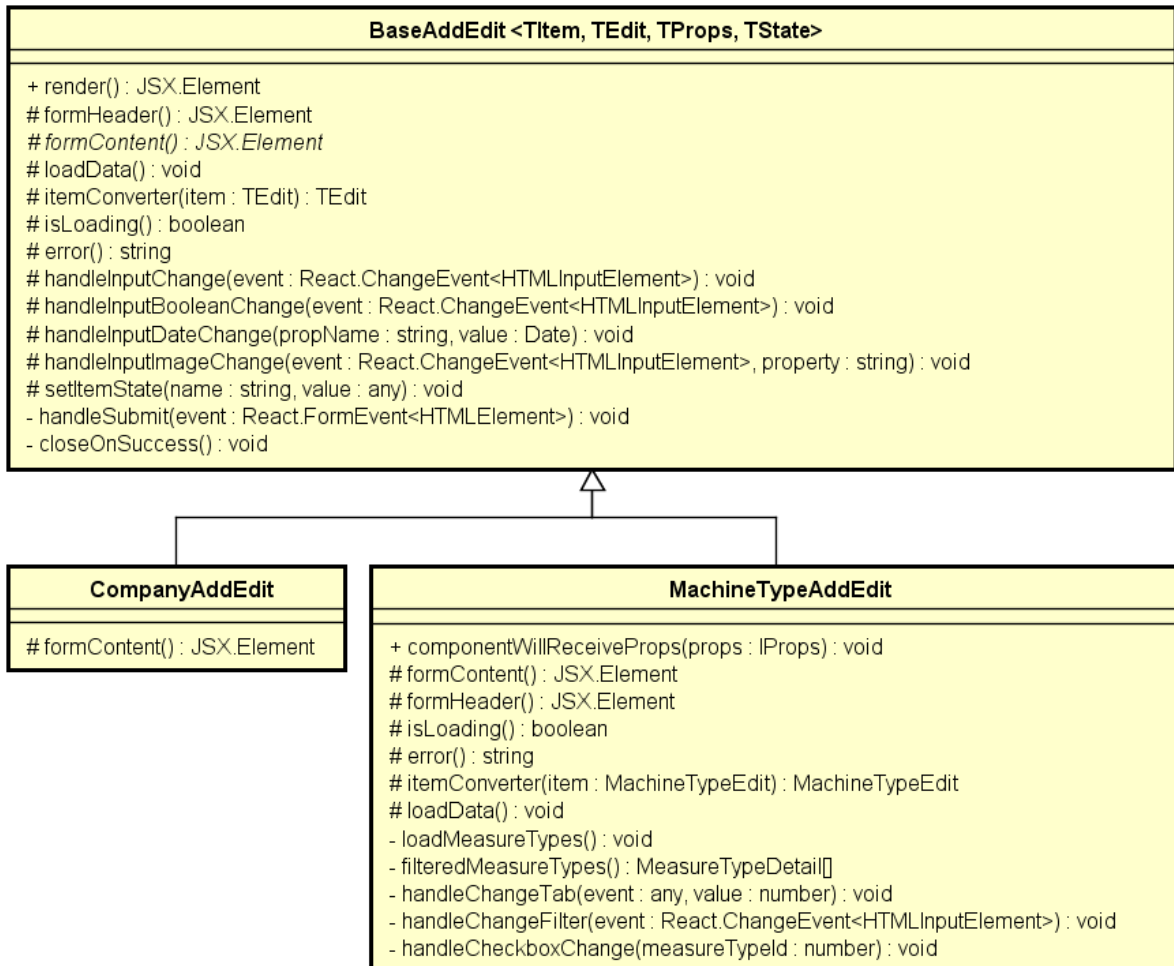 BaseAddEdit <TItem, TEdit, TProps, TState>
+ render() : JSX.Element
# formHeader() : JSX.Element
# formContent() : JSX.Element
# loadData() : void
# itemConverter(item : TEdit) : TEdit
# isLoading() : boolean
# error() : string
# handleInputChange(event : React.ChangeEvent<HTMLInputElement>) : void
# handleInputBooleanChange(event : React.ChangeEvent<HTMLInputElement>) : void
# handleInputDateChange(propName : string, value : Date) : void
# handleInputImageChange(event : React.ChangeEvent<HTMLInputElement>, property : string) : void
# setItemState(name : string, value : any) : void
- handleSubmit(event : React.FormEvent<HTMLElement>) : void
- closeOnSuccess() : void
CompanyAddEdit
# formContent() : JSX.Element
MachineTypeAddEdit
+ componentWillReceiveProps(props : IProps) : void
# formContent() : JSX.Element
# formHeader() : JSX.Element
# isLoading() : boolean
# error() : string
# itemConverter(item : MachineTypeEdit) : MachineTypeEdit
# loadData() : void
- loadMeasureTypes() : void
- filteredMeasureTypes() : MeasureTypeDetail[]
- handleChangeTab(event : any, value : number) : void
- handleChangeFilter(event : React.ChangeEvent<HTMLInputElement>) : void
- handleCheckboxChange(measureTypeId : number) : void